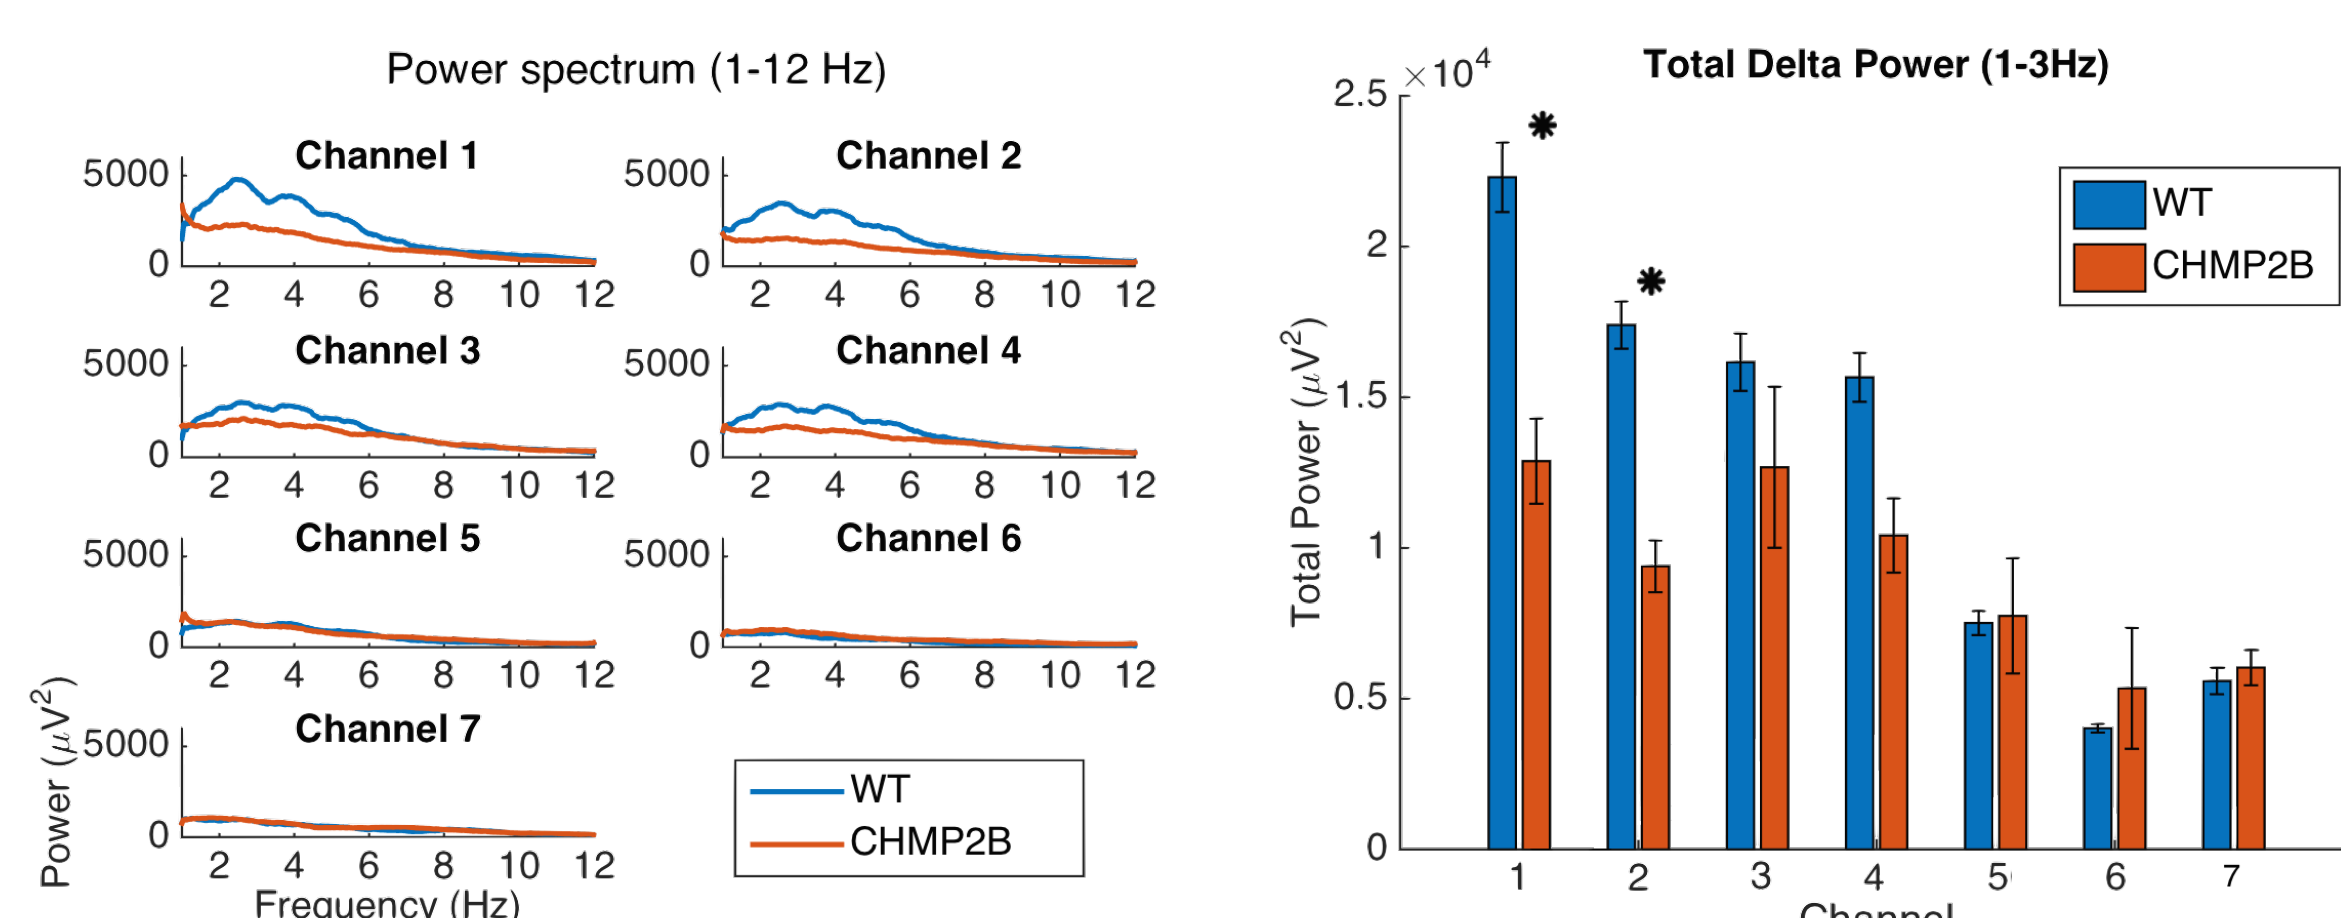 Power spectrum (1-12 Hz)
Channel 1
5000
0
2 4 6 8 10 12
Channel 2
5000
0
2 4 6 8 10 12
Channel 3
5000
0
2 4 6 8 10 12
Channel 4
5000
0
2 4 6 8 10 12
Channel 5
5000
0
2 4 6 8 10 12
Channel 6
5000
0
2 4 6 8 10 12
Channel 7
5000
0
2 4 6 8 10 12
Power (μV²)
Frequency (Hz)
WT
CHMP2B
Total Delta Power (1-3Hz)
×10⁴
2.5
2
1.5
1
0.5
0
Total Power (μV²)
*
*
1 2 3 4 5 6 7
Channel
WT
CHMP2B